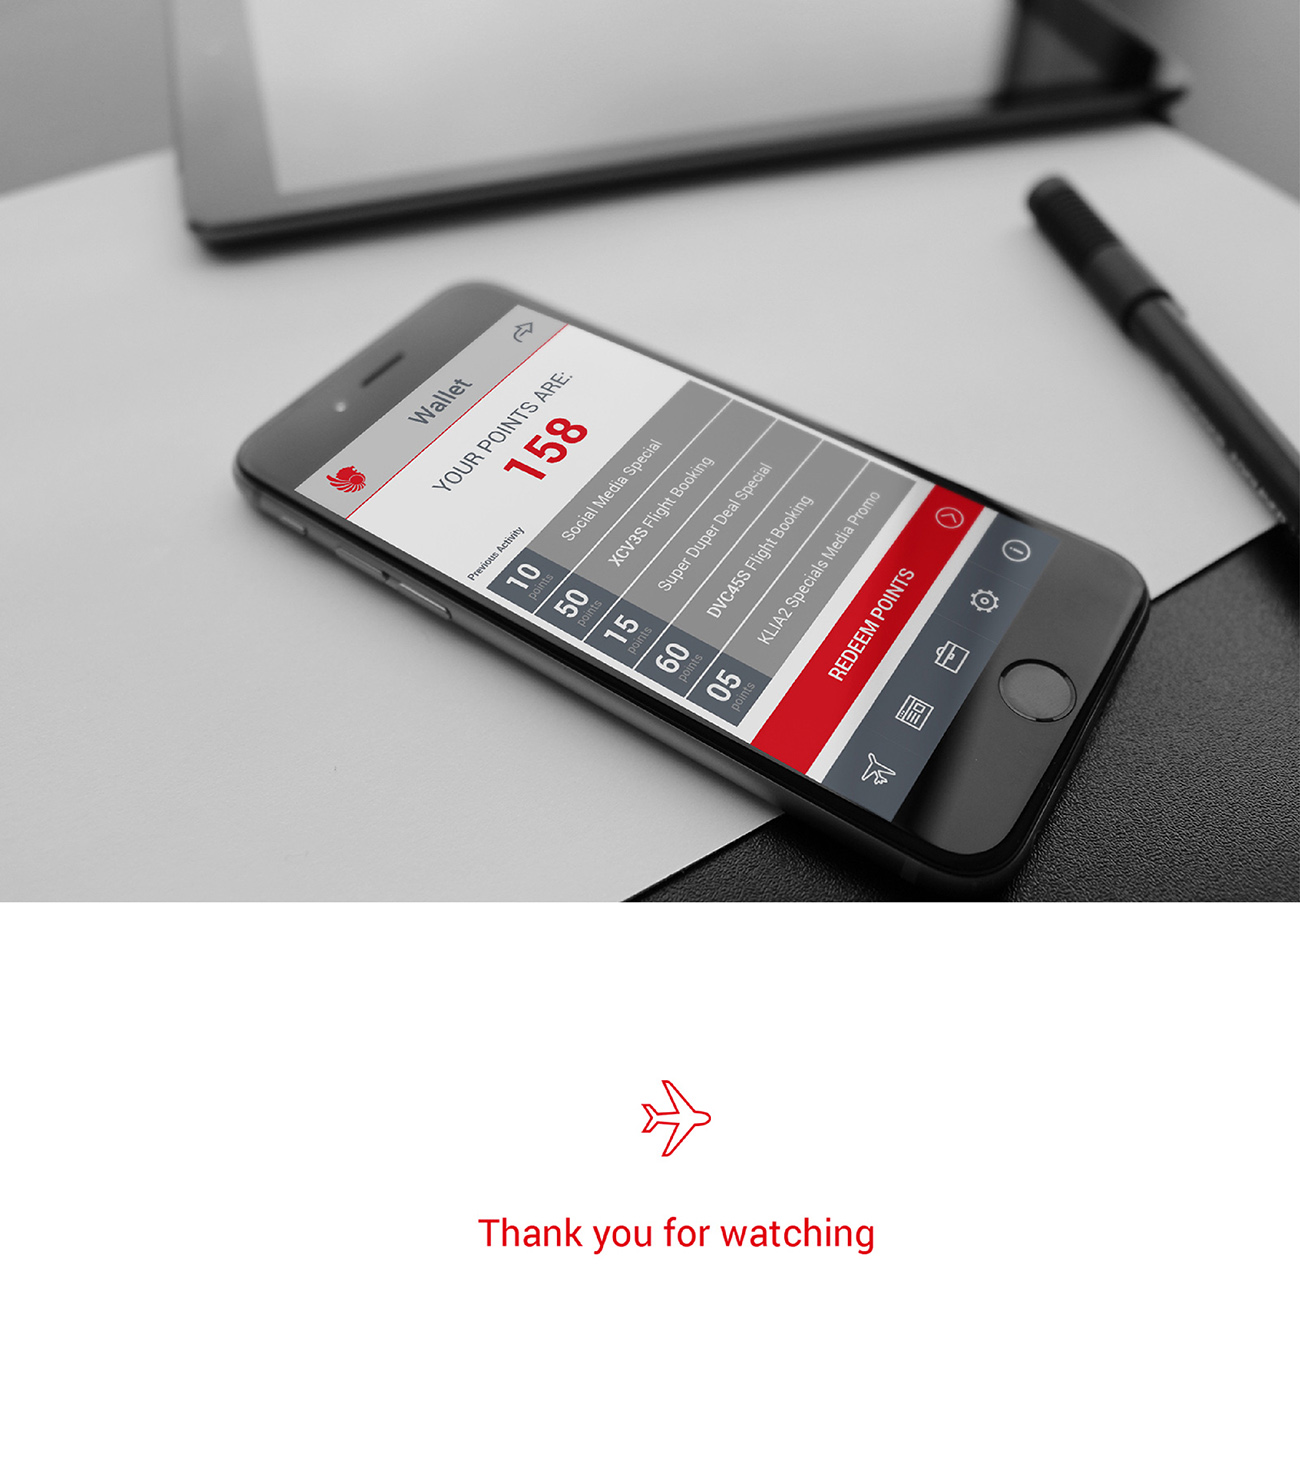 Wallet
YOUR POINTS ARE:
158
Previous Activity
10 points Social Media Special
50 points XCV3S Flight Booking
15 points Super Duper Deal Special
60 points DVC45S Flight Booking
05 points KLIA2 Specials Media Promo
REDEEM POINTS
Thank you for watching